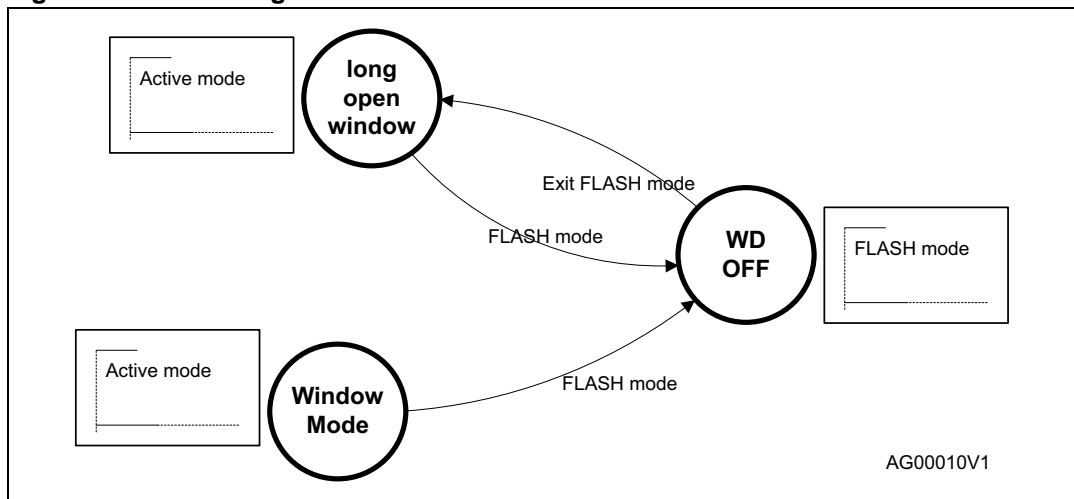 Active mode
long
open
window
Exit FLASH mode
FLASH mode
WD
OFF
FLASH mode
Active mode
Window
Mode
FLASH mode
AG00010V1